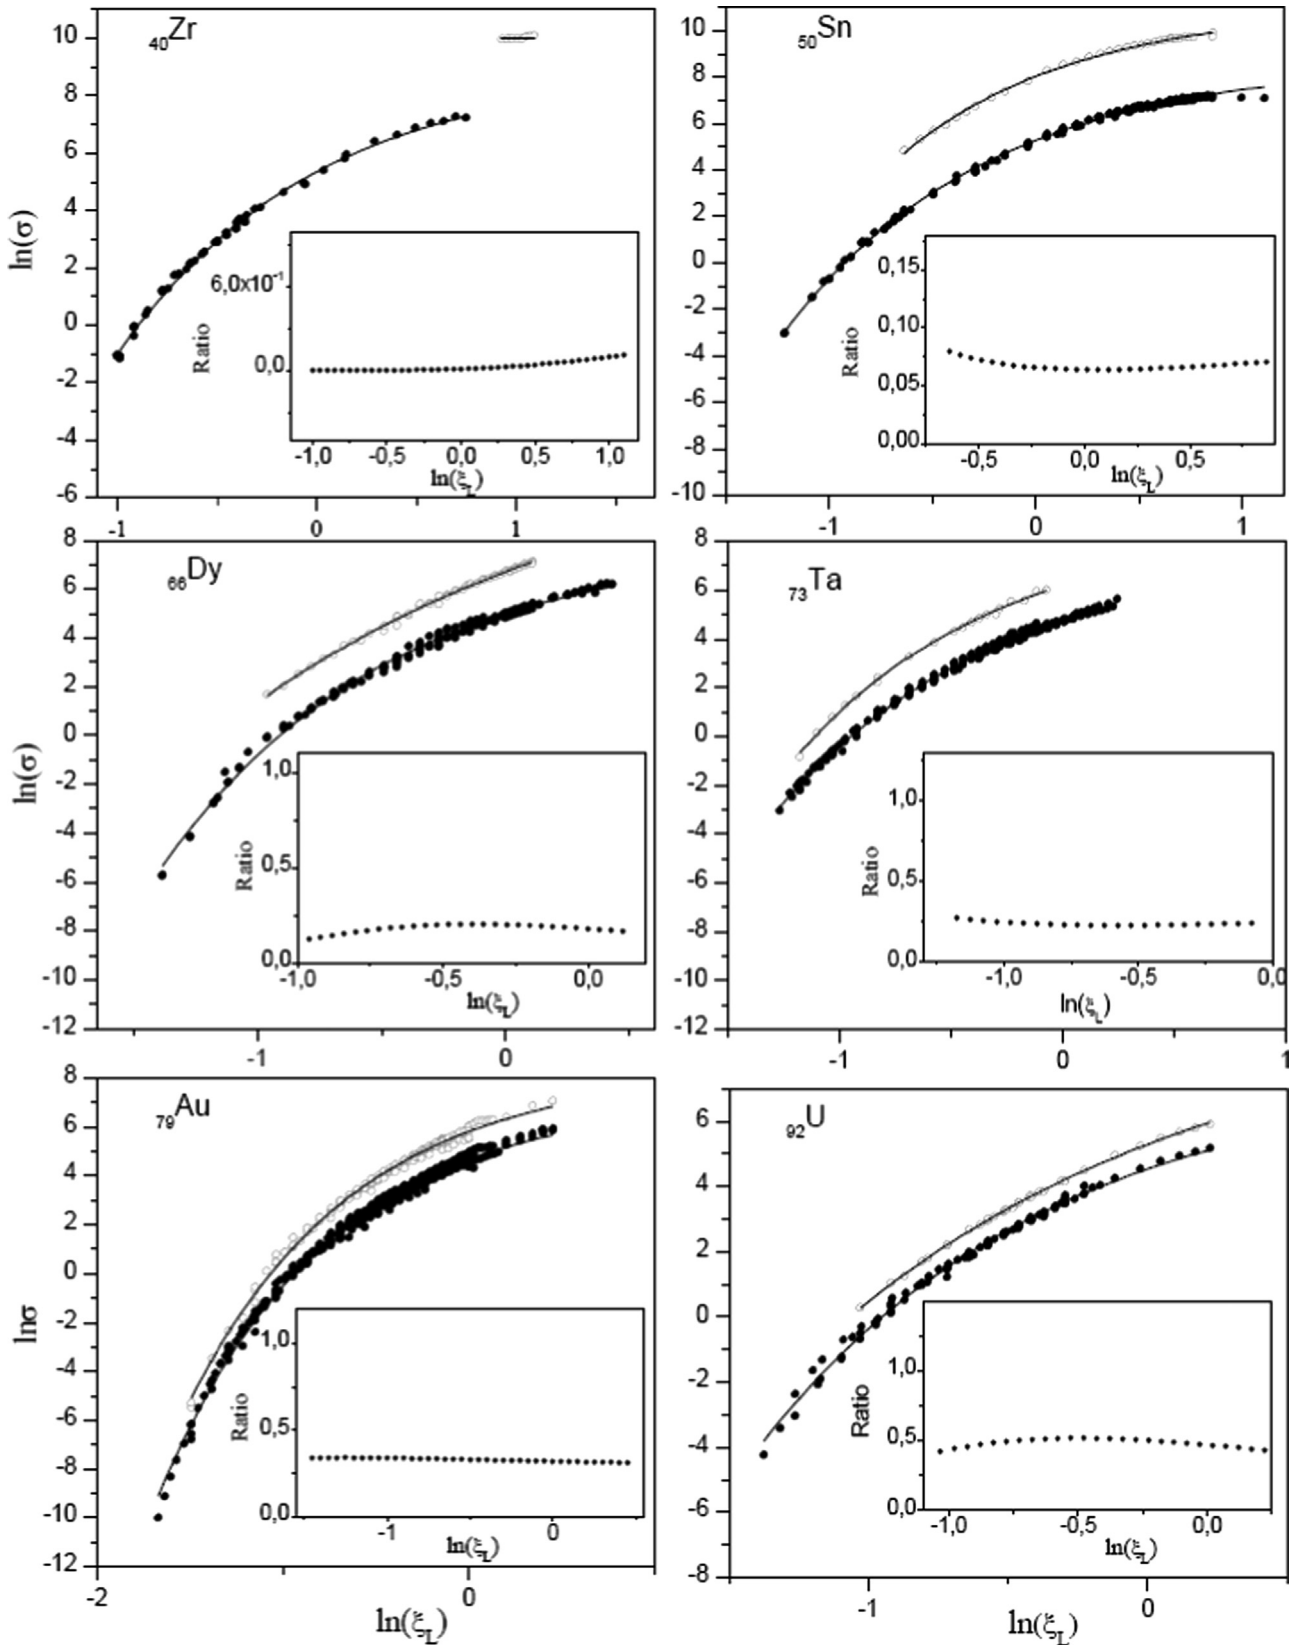 ₄₀Zr
10
8
6
4
2
0
-2
-4
-6
ln(σ)
-1 0 1
6,0x10⁻¹
0,0
Ratio
-1,0 -0,5 0,0 0,5 1,0
ln(ξ_L)
₅₀Sn
10
8
6
4
2
0
-2
-4
-6
-8
-10
-1 0 1
0,15
0,10
0,05
0,00
Ratio
-0,5 0,0 0,5
ln(ξ_L)
₆₆Dy
8
6
4
2
0
-2
-4
-6
-8
-10
-12
ln(σ)
-1 0
1,0
0,5
0,0
Ratio
-1,0 -0,5 0,0
ln(ξ_L)
₇₃Ta
8
6
4
2
0
-2
-4
-6
-8
-10
-12
-1 0 1
1,0
0,5
0,0
Ratio
-1,0 -0,5 0,0
ln(ξ_L)
₇₉Au
8
6
4
2
0
-2
-4
-6
-8
-10
-12
lnσ
-2 -1 0
ln(ξ_L)
1,0
0,5
0,0
Ratio
-1 0
ln(ξ_L)
₉₂U
6
4
2
0
-2
-4
-6
-8
-1 0
ln(ξ_L)
1,0
0,5
0,0
Ratio
-1,0 -0,5 0,0
ln(ξ_L)